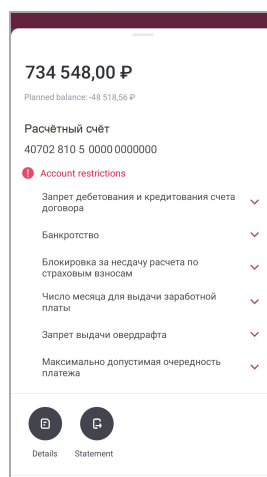 734 548,00 ₽
Planned balance: -48 518,56 ₽
Расчётный счёт
40702 810 5 0000 0000000
Account restrictions
Запрет дебетования и кредитования счета
договора
Банкротство
Блокировка за несдачу расчета по
страховым взносам
Число месяца для выдачи заработной
платы
Запрет выдачи овердрафта
Максимально допустимая очередность
платежа
Details
Statement